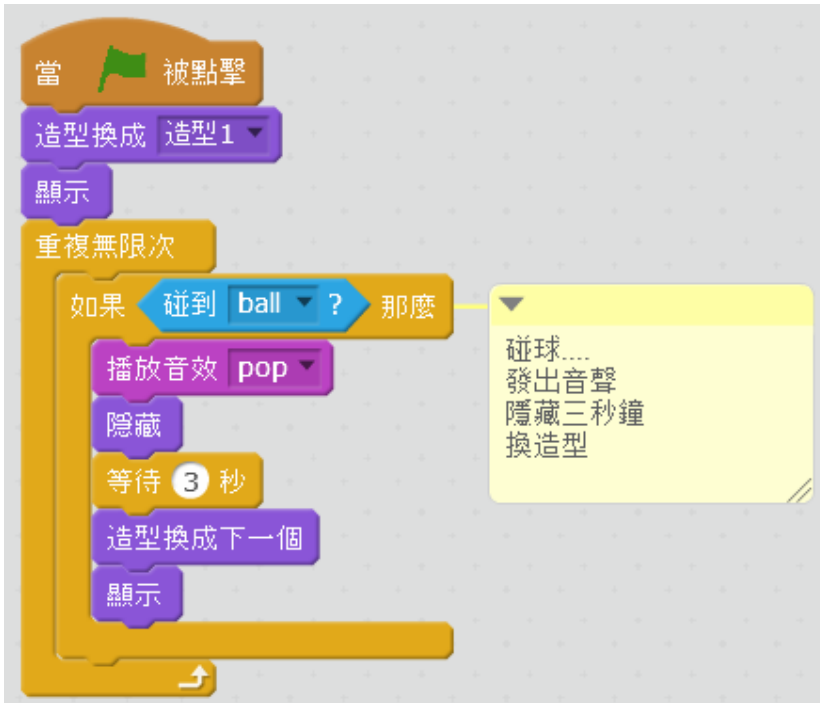 當 被點擊
造型換成 造型1
顯示
重複無限次
如果 碰到 ball ? 那麼
播放音效 pop
隱藏
等待 3 秒
造型換成下一個
顯示
碰球....
發出音聲
隱藏三秒鐘
換造型